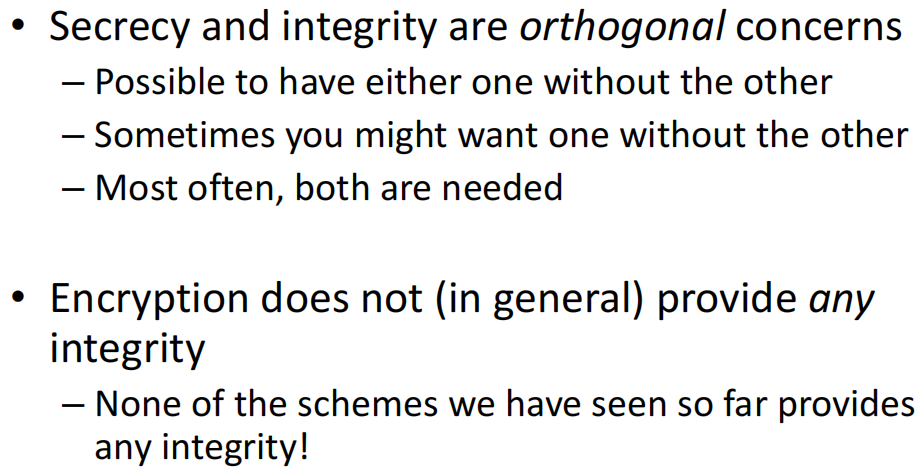 • Secrecy and integrity are orthogonal concerns
– Possible to have either one without the other
– Sometimes you might want one without the other
– Most often, both are needed
• Encryption does not (in general) provide any
integrity
– None of the schemes we have seen so far provides
any integrity!